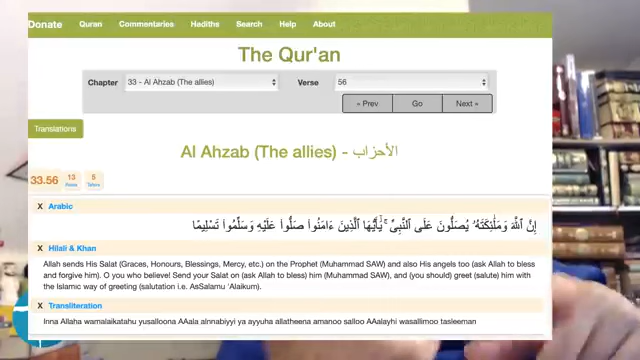 Donate Quran Commentaries Hadiths Search Help About
The Qur'an
Chapter 33 - Al Ahzab (The allies) Verse 56
« Prev Go Next »
Translations
Al Ahzab (The allies) - الأحزاب
33.56 13 5
X Arabic
إِنَّ ٱللَّهَ وَمَلَٰٓئِكَتَهُۥ يُصَلُّونَ عَلَى ٱلنَّبِىِّ ۚ يَٰٓأَيُّهَا ٱلَّذِينَ ءَامَنُوا۟ صَلُّوا۟ عَلَيْهِ وَسَلِّمُوا۟ تَسْلِيمًا
X Hilali & Khan
Allah sends His Salat (Graces, Honours, Blessings, Mercy, etc.) on the Prophet (Muhammad SAW) and also His angels too (ask Allah to bless
and forgive him). O you who believe! Send your Salat on (ask Allah to bless) him (Muhammad SAW), and (you should) greet (salute) him with
the Islamic way of greeting (salutation i.e. AsSalamu 'Alaikum).
X Transliteration
Inna Allaha wamalaikatahu yusalloona AAala alnnabiyyi ya ayyuha allatheena amanoo salloo AAalayhi wasallimoo tasleeman